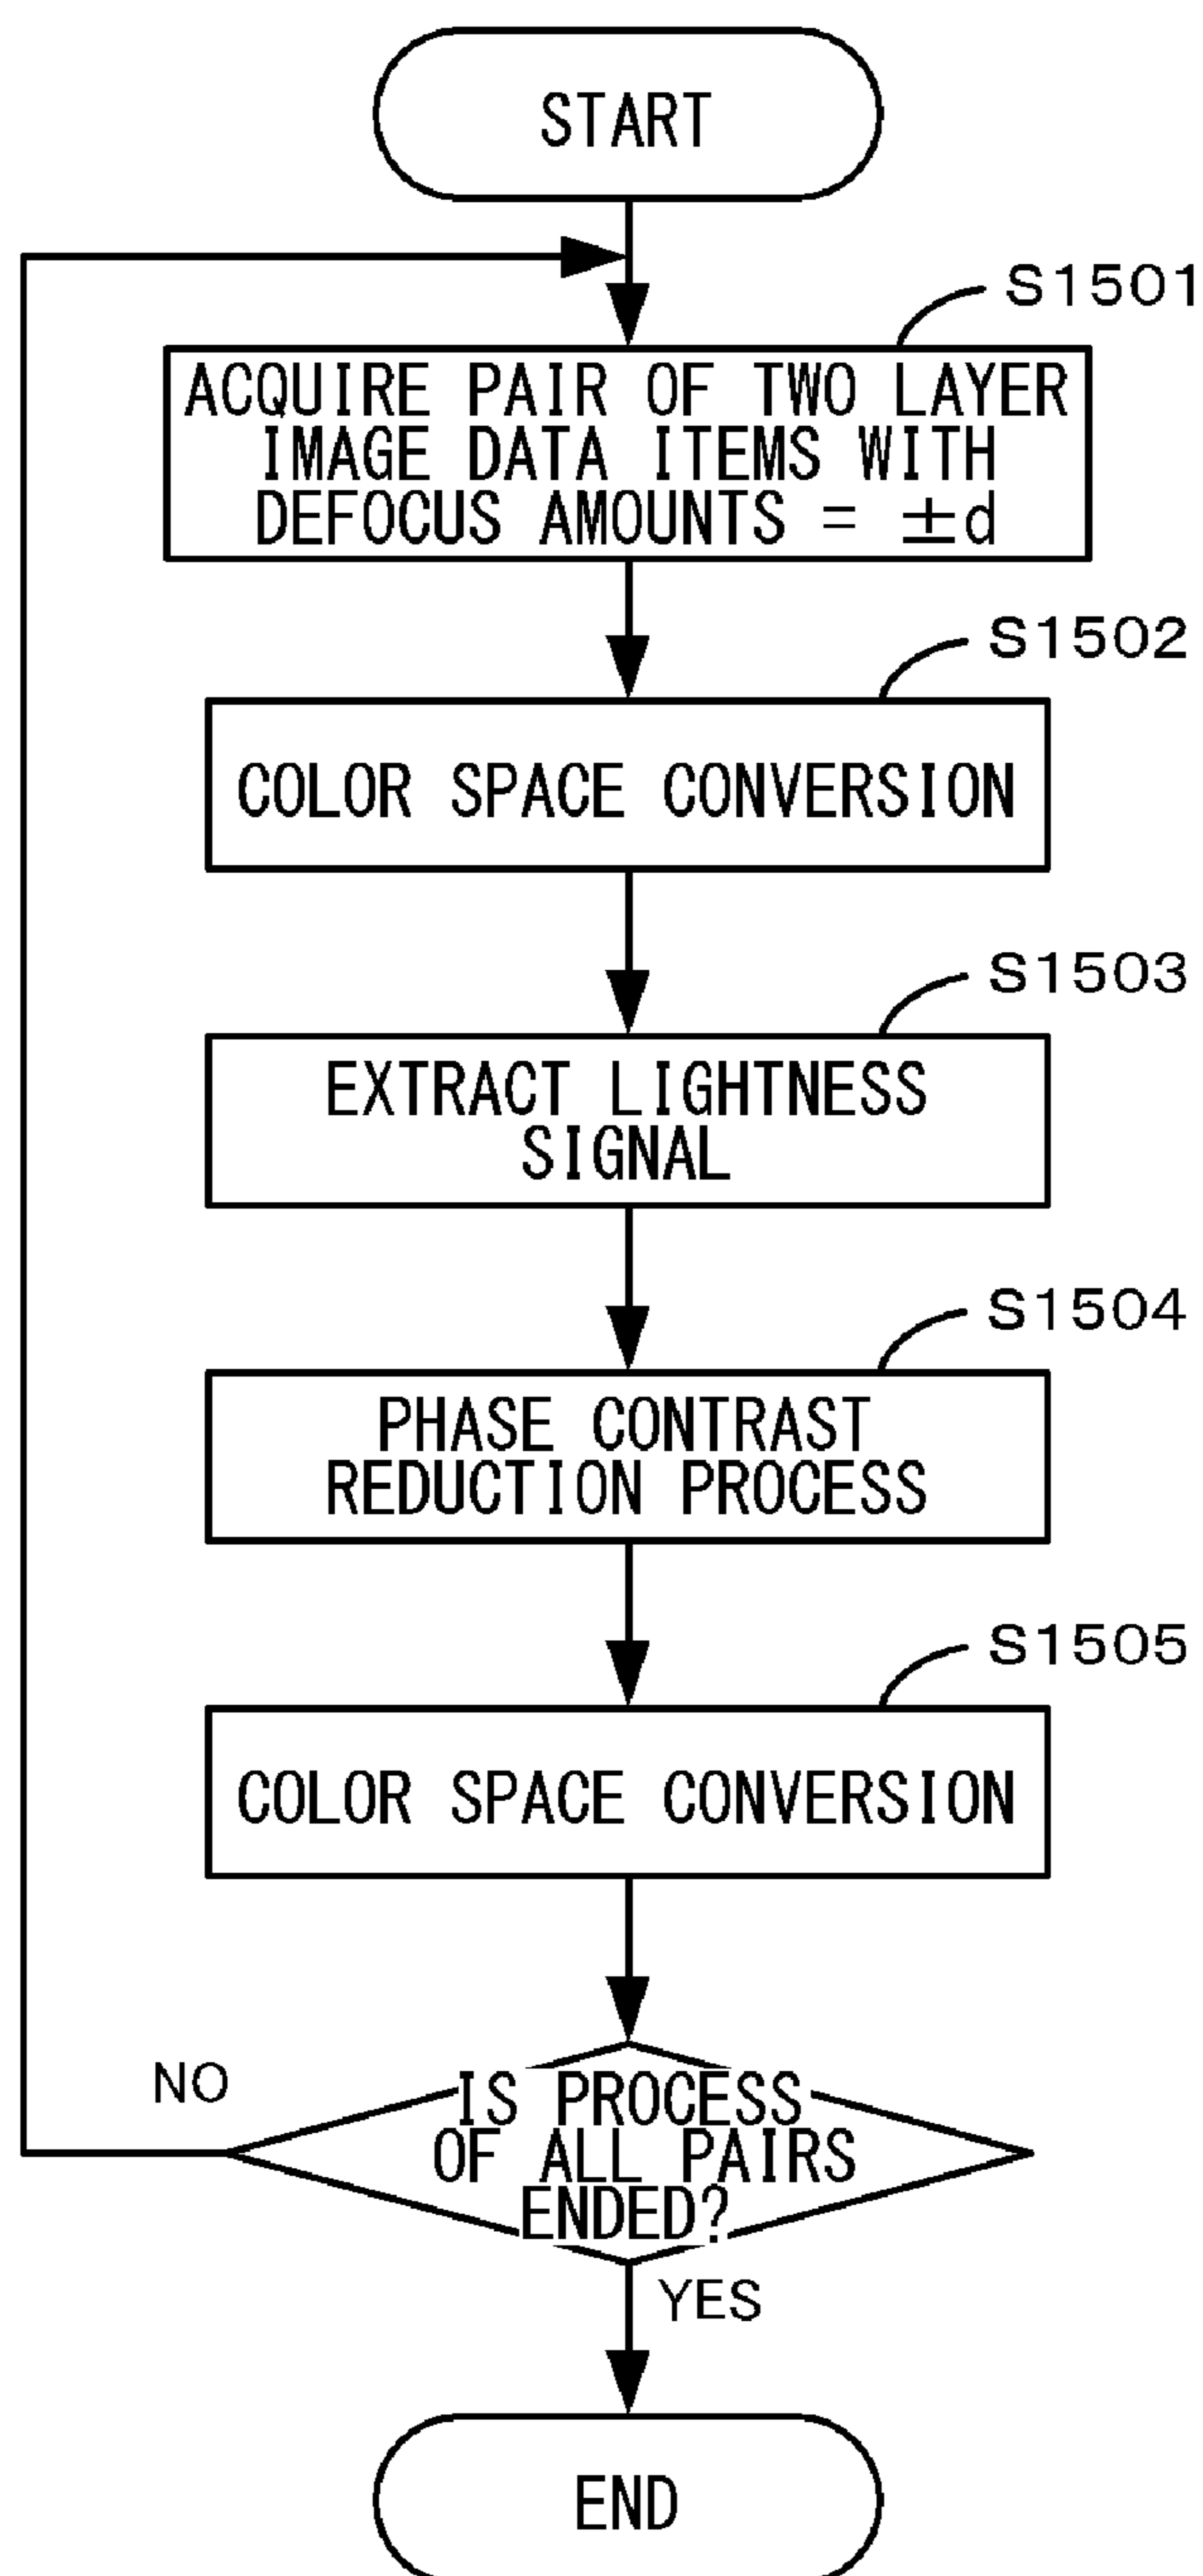 START
S1501
ACQUIRE PAIR OF TWO LAYER
IMAGE DATA ITEMS WITH
DEFOCUS AMOUNTS = ±d
S1502
COLOR SPACE CONVERSION
S1503
EXTRACT LIGHTNESS
SIGNAL
S1504
PHASE CONTRAST
REDUCTION PROCESS
S1505
COLOR SPACE CONVERSION
NO
IS PROCESS
OF ALL PAIRS
ENDED?
YES
END